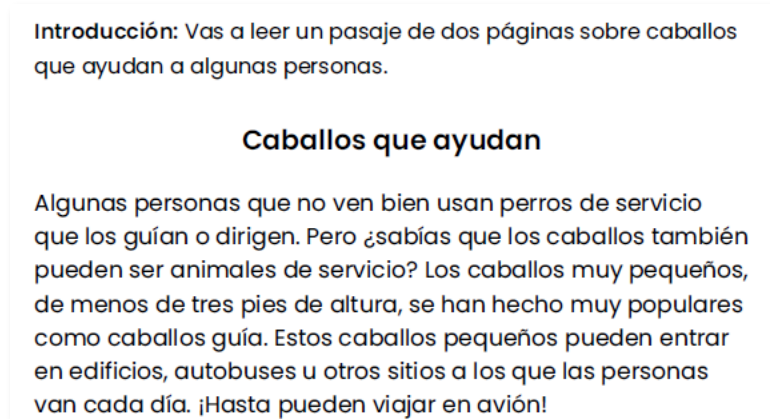 Introducción: Vas a leer un pasaje de dos páginas sobre caballos
que ayudan a algunas personas.
Caballos que ayudan
Algunas personas que no ven bien usan perros de servicio
que los guían o dirigen. Pero ¿sabías que los caballos también
pueden ser animales de servicio? Los caballos muy pequeños,
de menos de tres pies de altura, se han hecho muy populares
como caballos guía. Estos caballos pequeños pueden entrar
en edificios, autobuses u otros sitios a los que las personas
van cada día. ¡Hasta pueden viajar en avión!